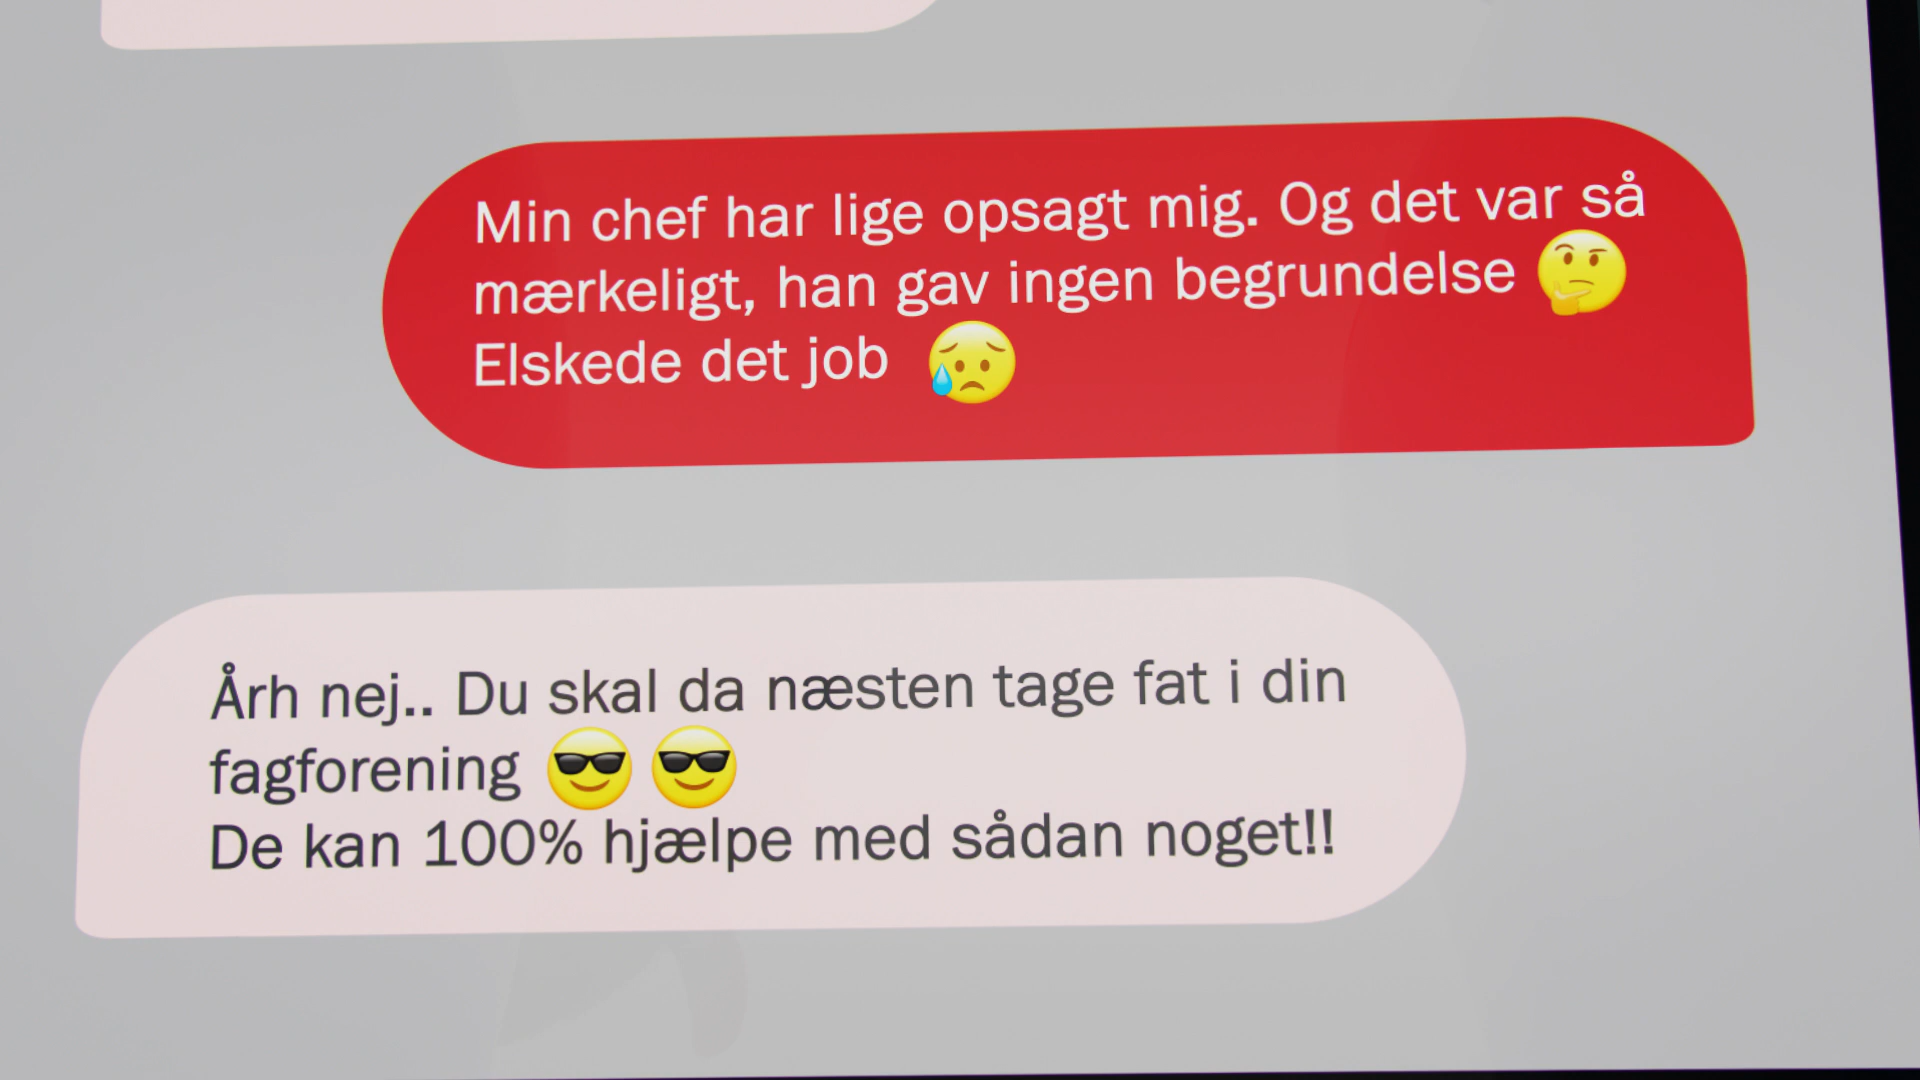 Min chef har lige opsagt mig. Og det var så
mærkeligt, han gav ingen begrundelse 🤔
Elskede det job 😥
Årh nej.. Du skal da næsten tage fat i din
fagforening 😎 😎
De kan 100% hjælpe med sådan noget!!